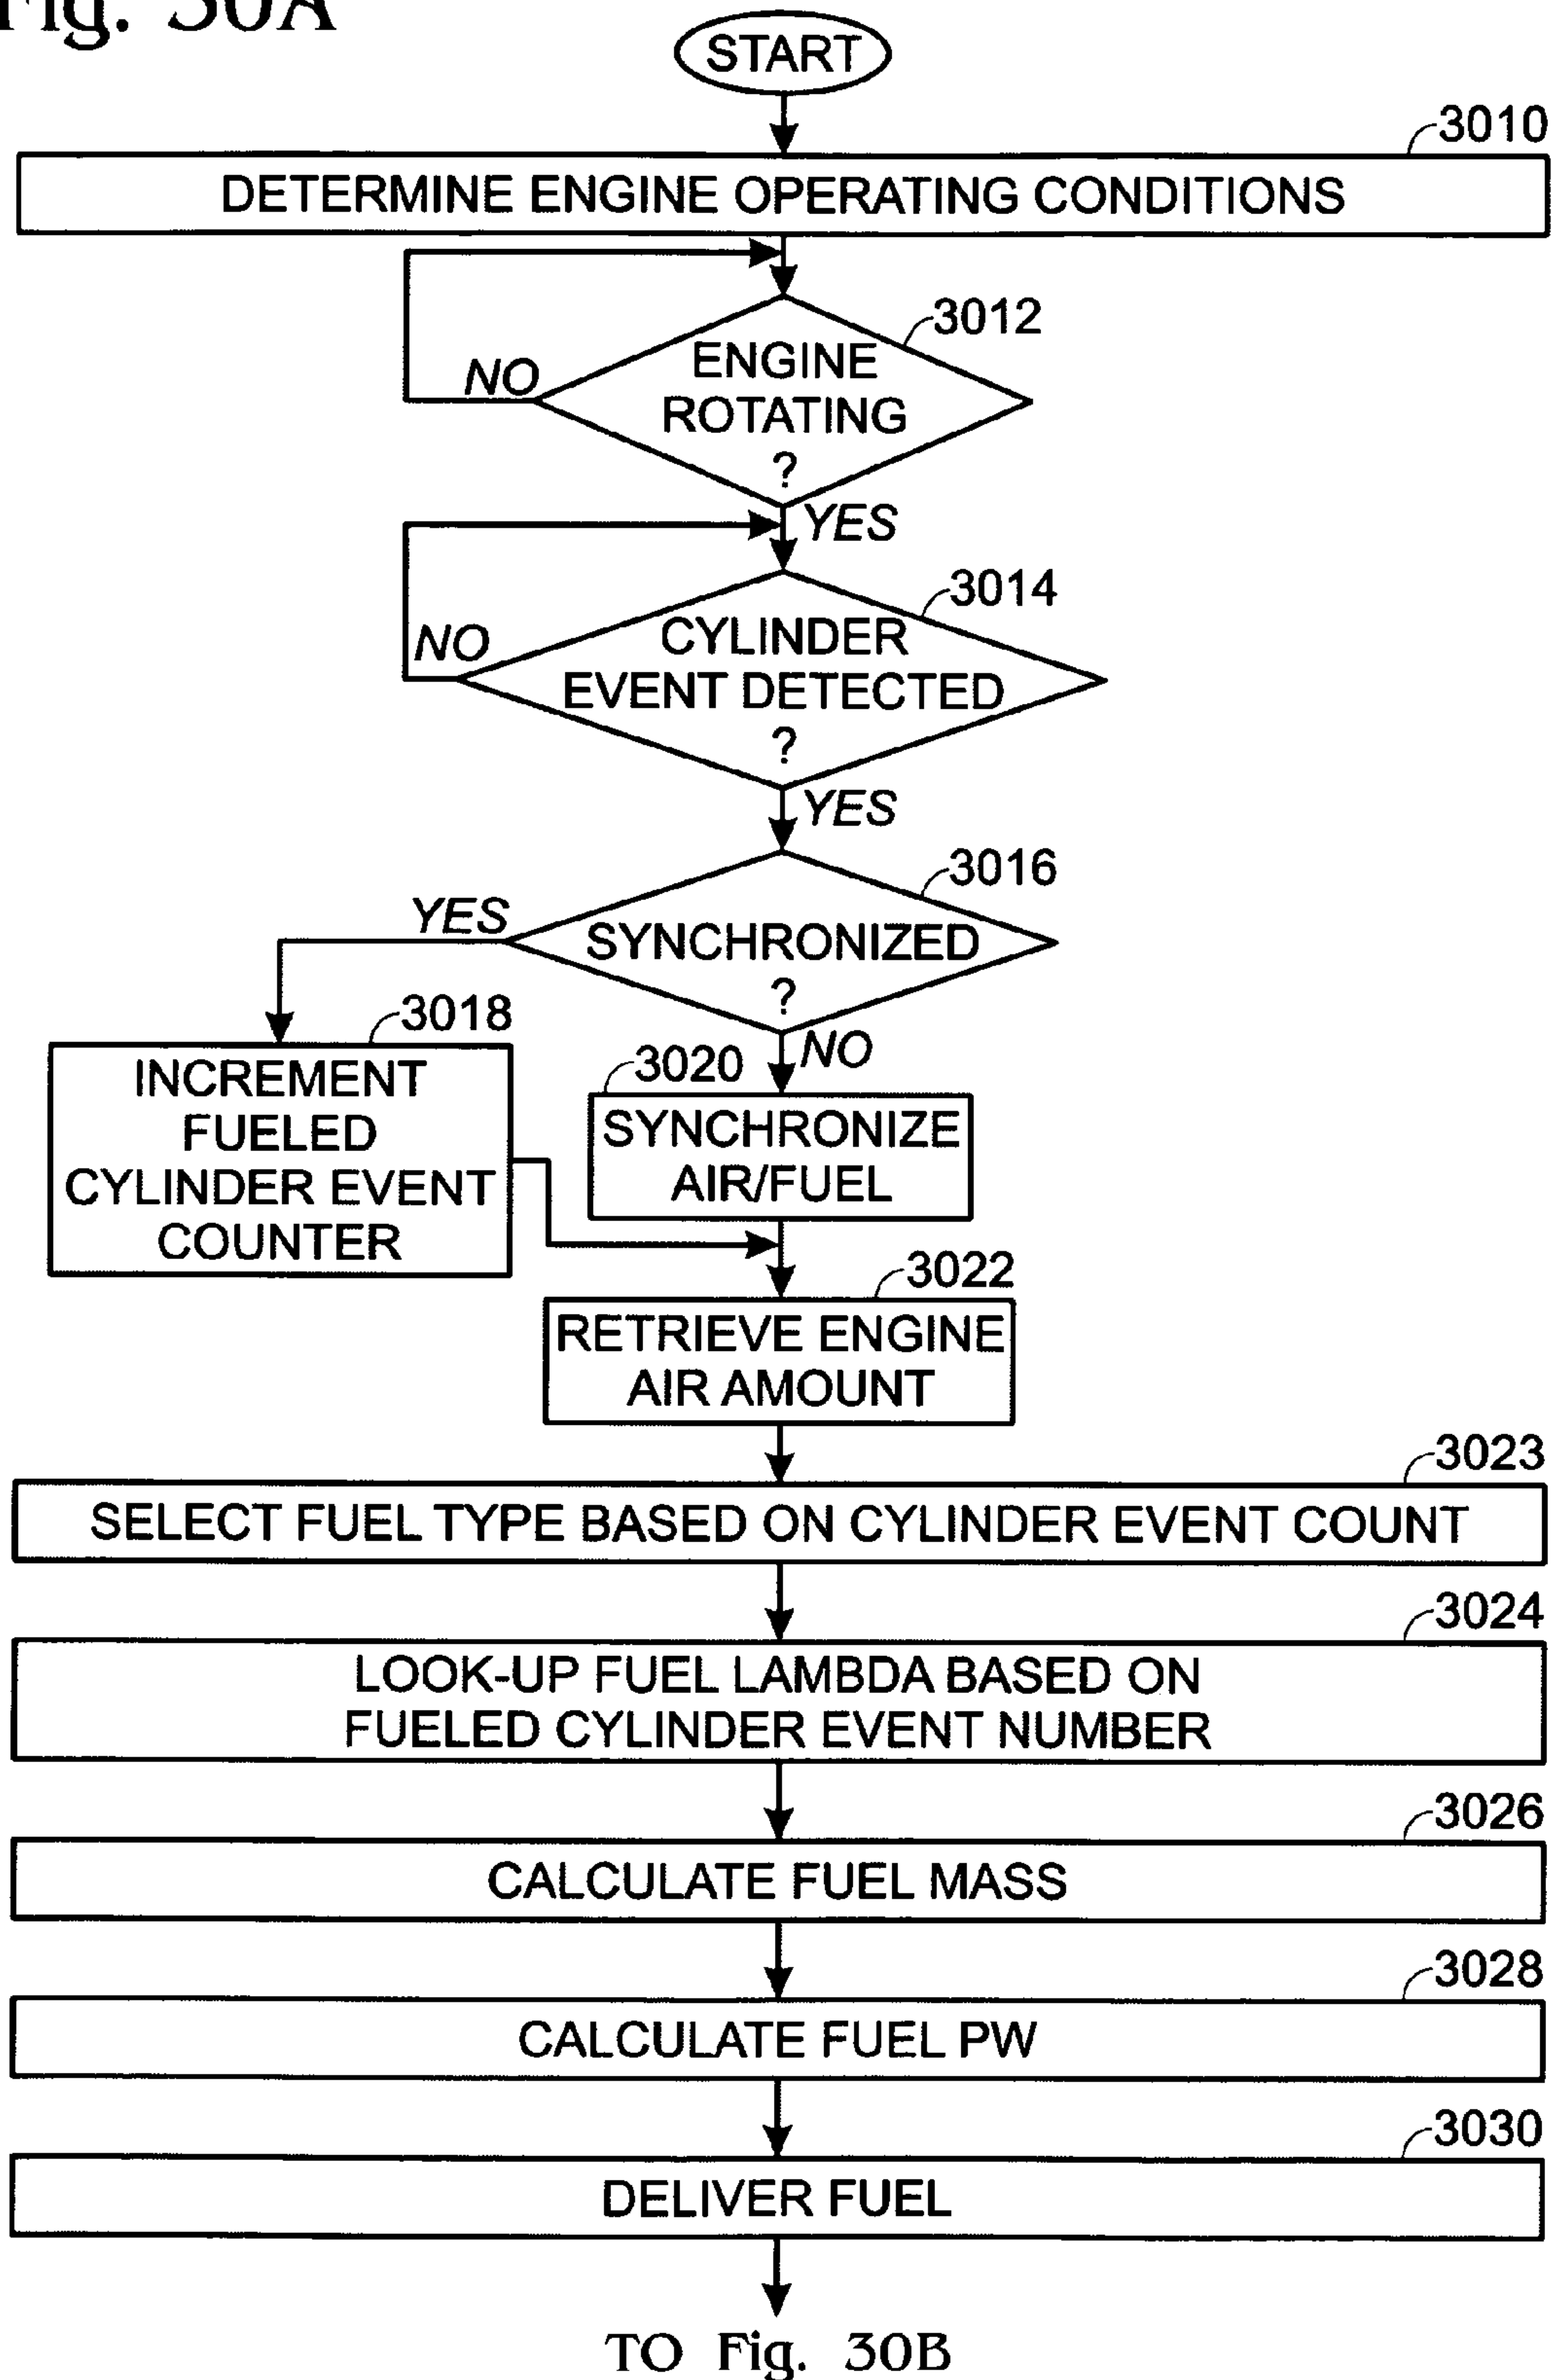 Fig. 30A
START
3010
DETERMINE ENGINE OPERATING CONDITIONS
3012
NO
ENGINE
ROTATING
?
YES
3014
NO
CYLINDER
EVENT DETECTED
?
YES
3016
YES
SYNCHRONIZED
?
NO
3018
INCREMENT
FUELED
CYLINDER EVENT
COUNTER
3020
SYNCHRONIZE
AIR/FUEL
3022
RETRIEVE ENGINE
AIR AMOUNT
3023
SELECT FUEL TYPE BASED ON CYLINDER EVENT COUNT
3024
LOOK-UP FUEL LAMBDA BASED ON
FUELED CYLINDER EVENT NUMBER
3026
CALCULATE FUEL MASS
3028
CALCULATE FUEL PW
3030
DELIVER FUEL
TO Fig. 30B